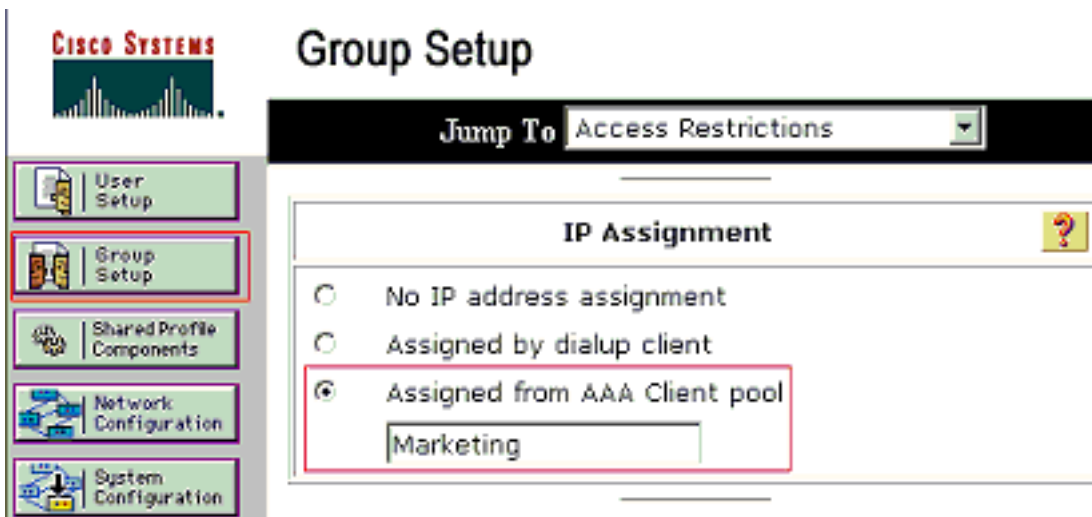 CISCO SYSTEMS
Group Setup
Jump To Access Restrictions
User
Setup
Group
Setup
Shared Profile
Components
Network
Configuration
System
Configuration
IP Assignment
?
No IP address assignment
Assigned by dialup client
Assigned from AAA Client pool
Marketing